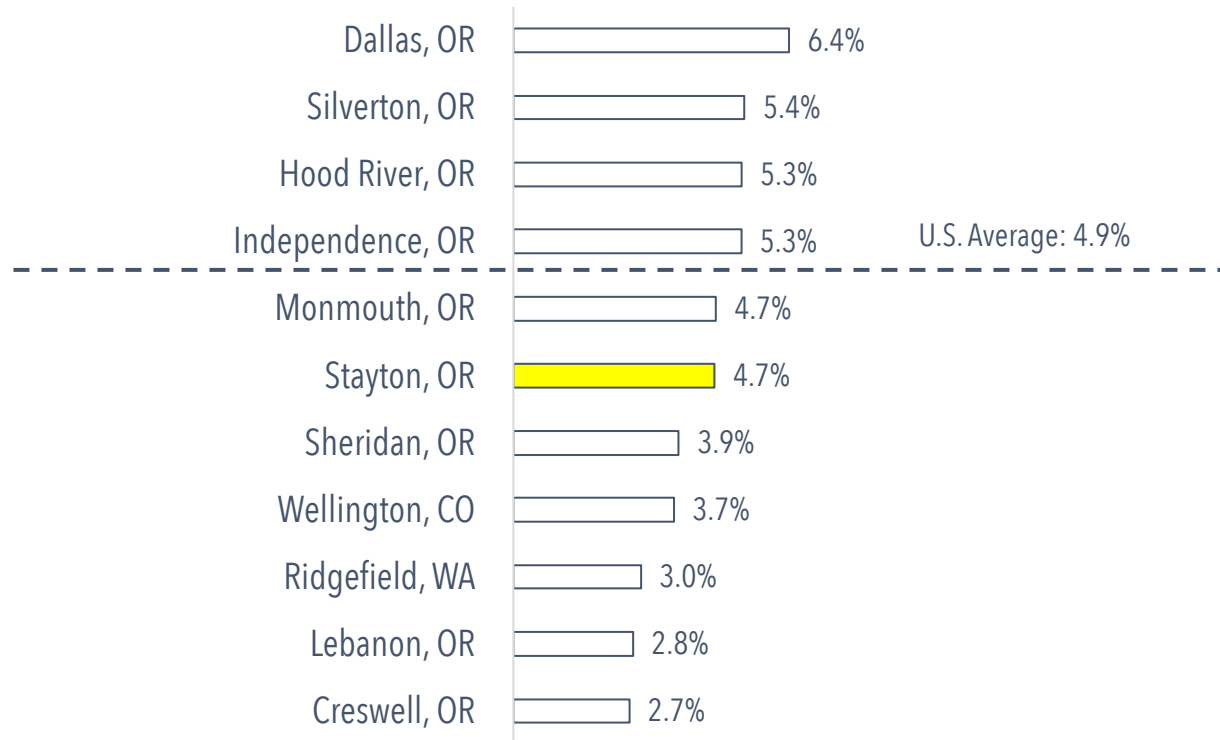 Dallas, OR 6.4%
Silverton, OR 5.4%
Hood River, OR 5.3%
Independence, OR 5.3% U.S. Average: 4.9%
Monmouth, OR 4.7%
Stayton, OR 4.7%
Sheridan, OR 3.9%
Wellington, CO 3.7%
Ridgefield, WA 3.0%
Lebanon, OR 2.8%
Creswell, OR 2.7%